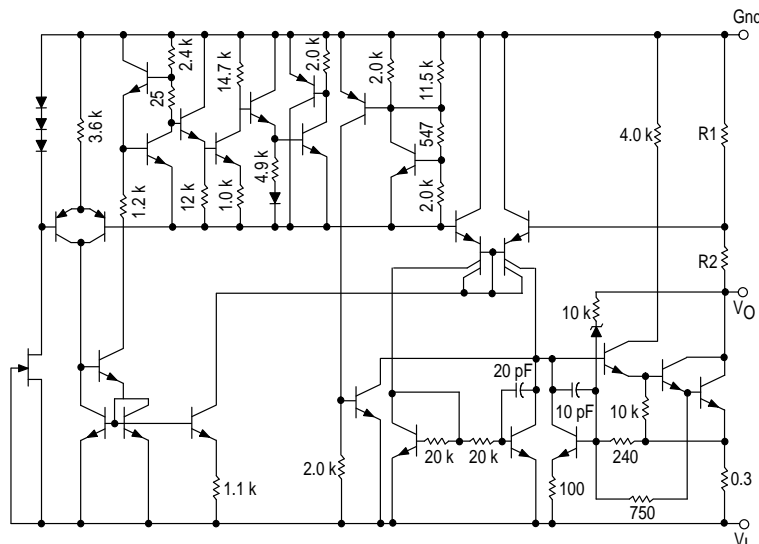 Gnd
2.4 k
2.0 k
2.0 k
11.5 k
14.7 k
25
547
4.0 k
R1
3.6 k
4.9 k
1.2 k
12 k
1.0 k
2.0 k
R2
10 k
VO
20 pF
10 pF
10 k
20 k
20 k
240
2.0 k
0.3
1.1 k
100
750